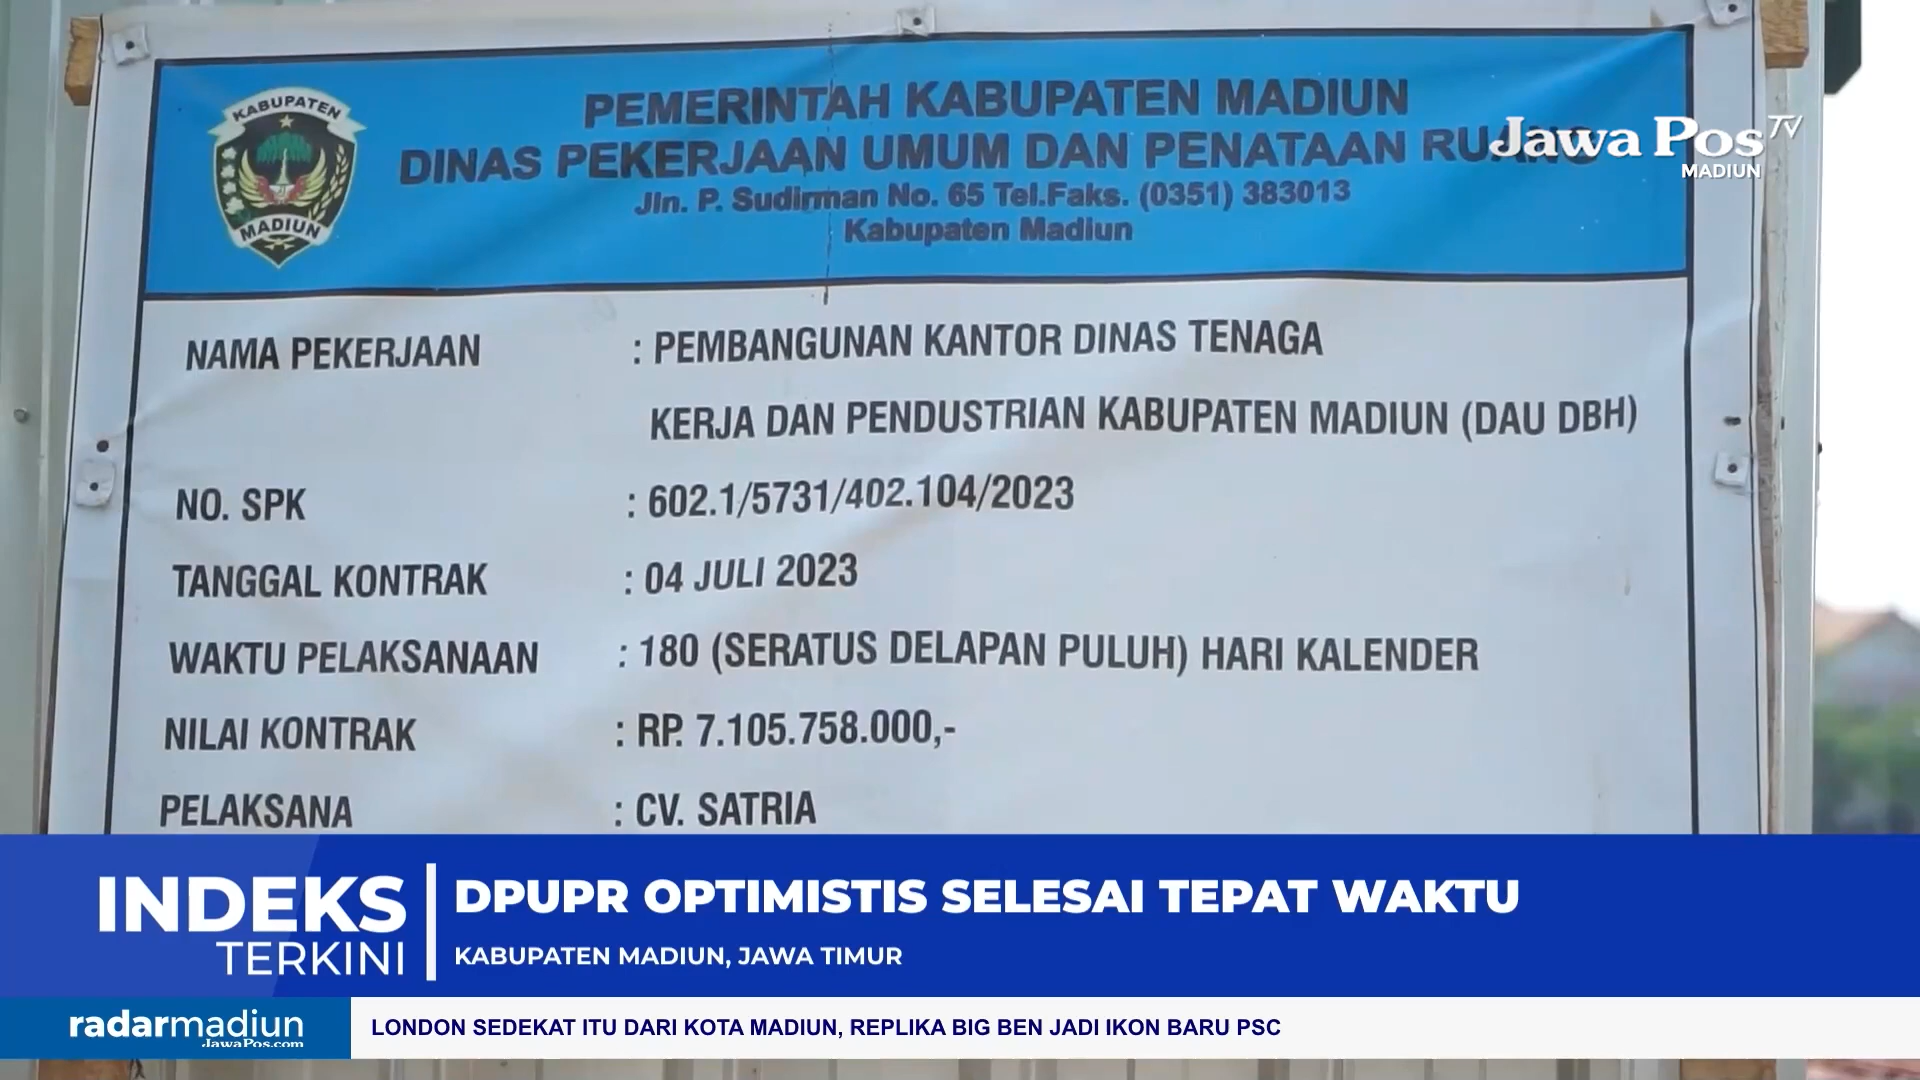 KABUPATEN
MADIUN
PEMERINTAH KABUPATEN MADIUN
DINAS PEKERJAAN UMUM DAN PENATAAN
Jln. P. Sudirman No. 65 Tel.Faks. (0351) 383013
Kabupaten Madiun
Jawa Pos TV
MADIUN
NAMA PEKERJAAN : PEMBANGUNAN KANTOR DINAS TENAGA
KERJA DAN PENDUSTRIAN KABUPATEN MADIUN (DAU DBH)
NO. SPK : 602.1/5731/402.104/2023
TANGGAL KONTRAK : 04 JULI 2023
WAKTU PELAKSANAAN : 180 (SERATUS DELAPAN PULUH) HARI KALENDER
NILAI KONTRAK : RP. 7.105.758.000,-
PELAKSANA : CV. SATRIA
INDEKS
TERKINI
DPUPR OPTIMISTIS SELESAI TEPAT WAKTU
KABUPATEN MADIUN, JAWA TIMUR
radarmadiun
JawaPos.com
LONDON SEDEKAT ITU DARI KOTA MADIUN, REPLIKA BIG BEN JADI IKON BARU PSC